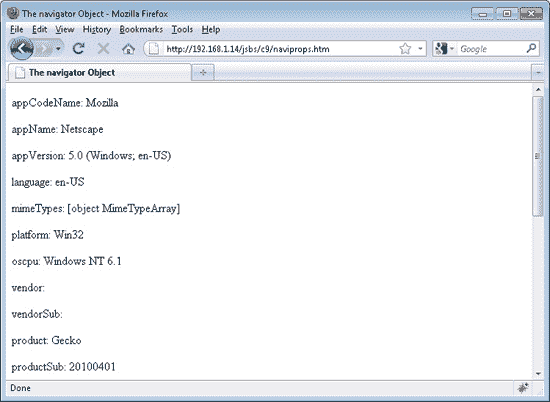 The navigator Object - Mozilla Firefox
File Edit View History Bookmarks Tools Help
http://192.168.1.14/jsbs/c9/naviprops.htm Google
The navigator Object
appCodeName: Mozilla
appName: Netscape
appVersion: 5.0 (Windows; en-US)
language: en-US
mimeTypes: [object MimeTypeArray]
platform: Win32
oscpu: Windows NT 6.1
vendor:
vendorSub:
product: Gecko
productSub: 20100401
Done